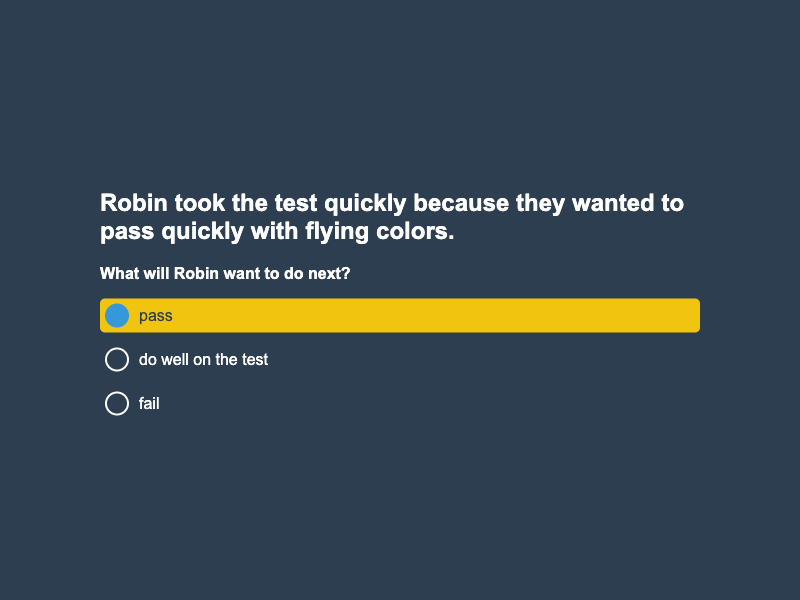 Robin took the test quickly because they wanted to
pass quickly with flying colors.
What will Robin want to do next?
pass
do well on the test
fail